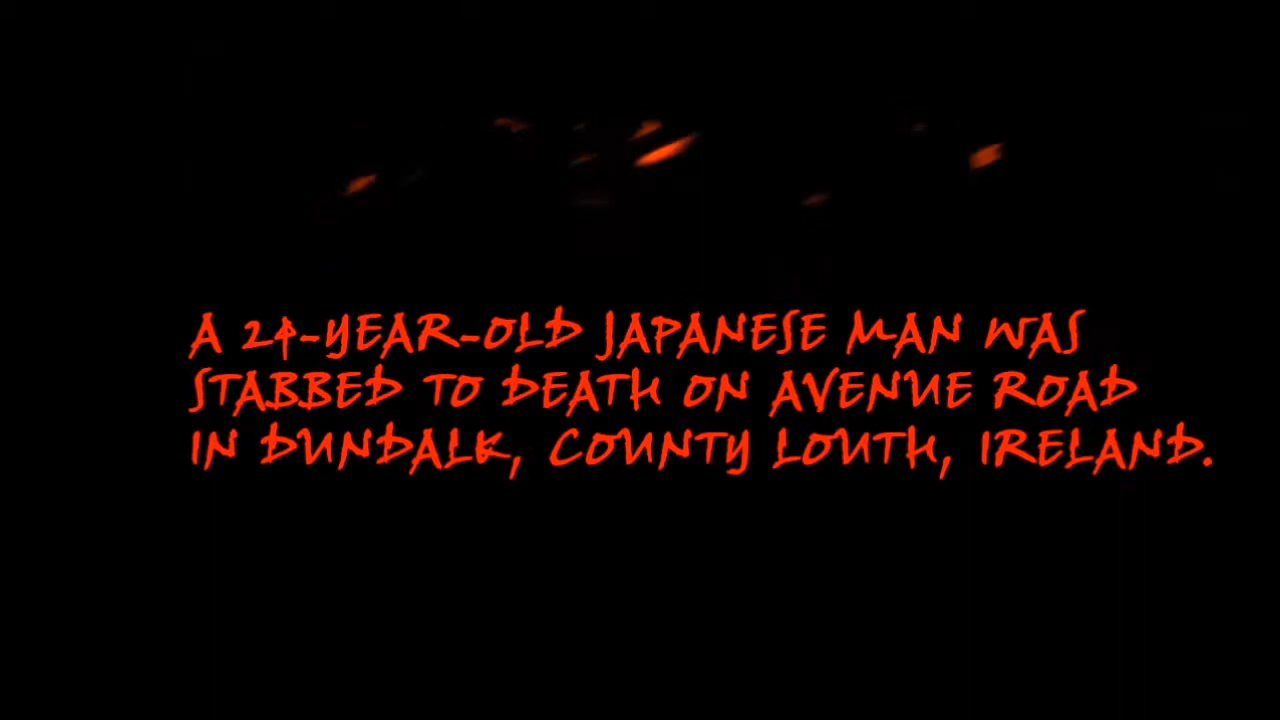 A 24-YEAR-OLD JAPANESE MAN WAS
STABBED TO DEATH ON AVENUE ROAD
IN DUNDALK, COUNTY LOUTH, IRELAND.